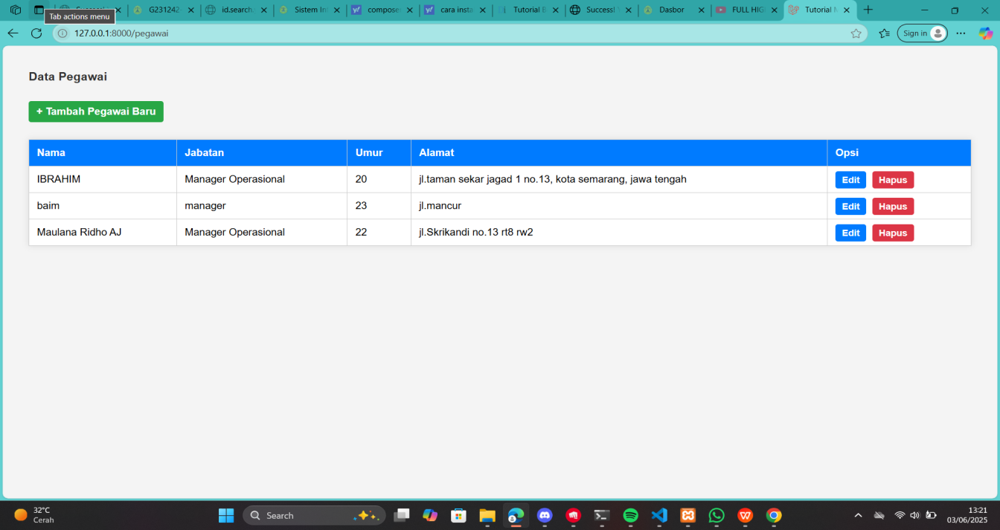 Tab actions menu
G231242
id.search.
Sistem In
compose
cara insta
Tutorial B
Success!
Dasbor
FULL HIG
Tutorial
127.0.0.1:8000/pegawai
Sign in
Data Pegawai
+ Tambah Pegawai Baru
Nama Jabatan Umur Alamat Opsi
IBRAHIM Manager Operasional 20 jl.taman sekar jagad 1 no.13, kota semarang, jawa tengah Edit Hapus
baim manager 23 jl.mancur Edit Hapus
Maulana Ridho AJ Manager Operasional 22 jl.Skrikandi no.13 rt8 rw2 Edit Hapus
32°C
Cerah
Search
13:21
03/06/2025